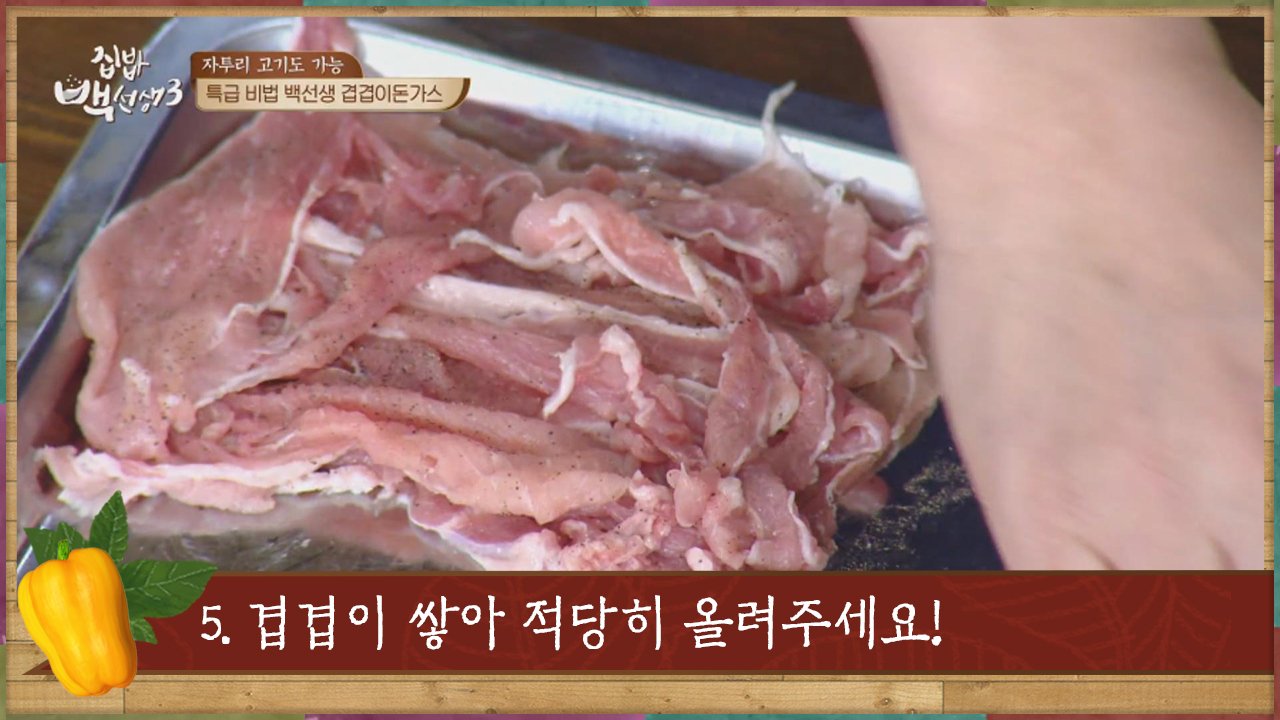 집밥
백선생3
자투리 고기도 가능
특급 비법 백선생 겹겹이돈가스
5. 겹겹이 쌓아 적당히 올려주세요!